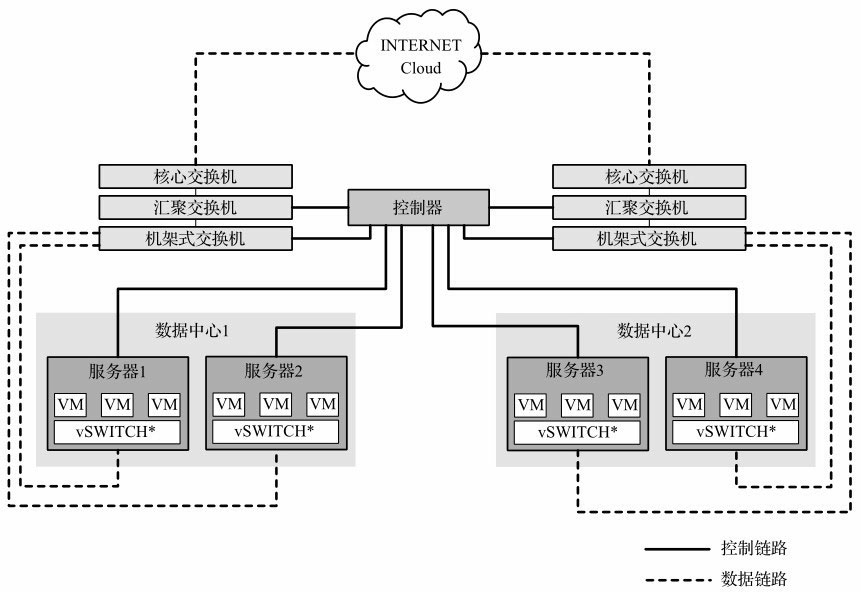 INTERNET
Cloud
核心交换机
核心交换机
汇聚交换机
控制器
汇聚交换机
机架式交换机
机架式交换机
数据中心1
数据中心2
服务器1
服务器2
服务器3
服务器4
VM VM VM
VM VM VM
VM VM VM
VM VM VM
vSWITCH*
vSWITCH*
vSWITCH*
vSWITCH*
控制链路
数据链路